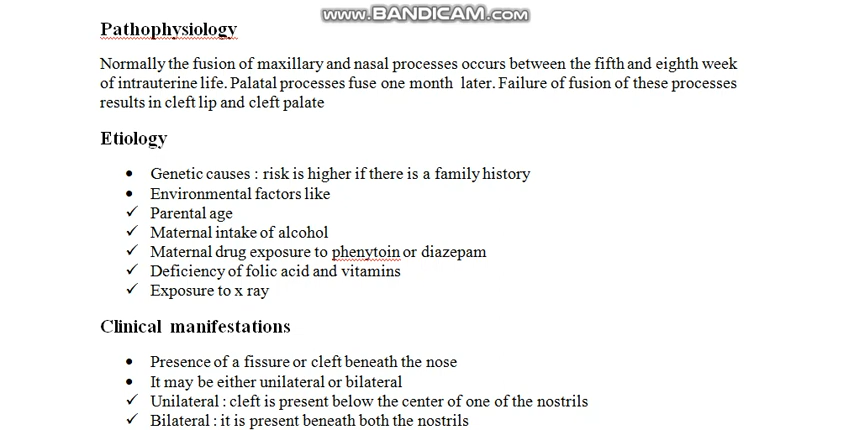 www.BANDICAM.com
Pathophysiology
Normally the fusion of maxillary and nasal processes occurs between the fifth and eighth week
of intrauterine life. Palatal processes fuse one month later. Failure of fusion of these processes
results in cleft lip and cleft palate
Etiology
• Genetic causes : risk is higher if there is a family history
• Environmental factors like
✓ Parental age
✓ Maternal intake of alcohol
✓ Maternal drug exposure to phenytoin or diazepam
✓ Deficiency of folic acid and vitamins
✓ Exposure to x ray
Clinical manifestations
• Presence of a fissure or cleft beneath the nose
• It may be either unilateral or bilateral
✓ Unilateral : cleft is present below the center of one of the nostrils
✓ Bilateral : it is present beneath both the nostrils